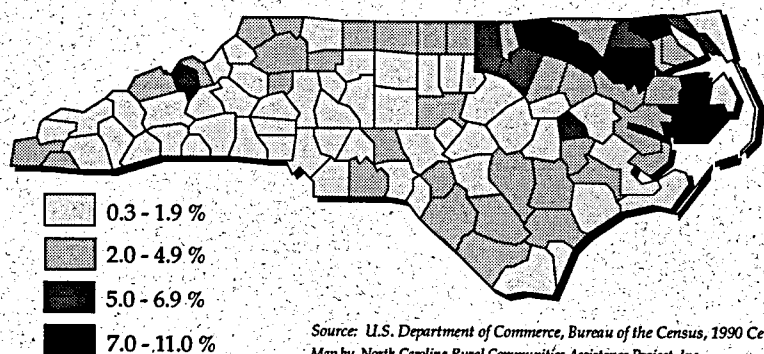 0.3 - 1.9 %
2.0 - 4.9 %
5.0 - 6.9 %
7.0 - 11.0 %
Source: U.S. Department of Commerce, Bureau of the Census, 1990 Ce
Map by North Carolina Rural Communities Assistance Project, Inc.